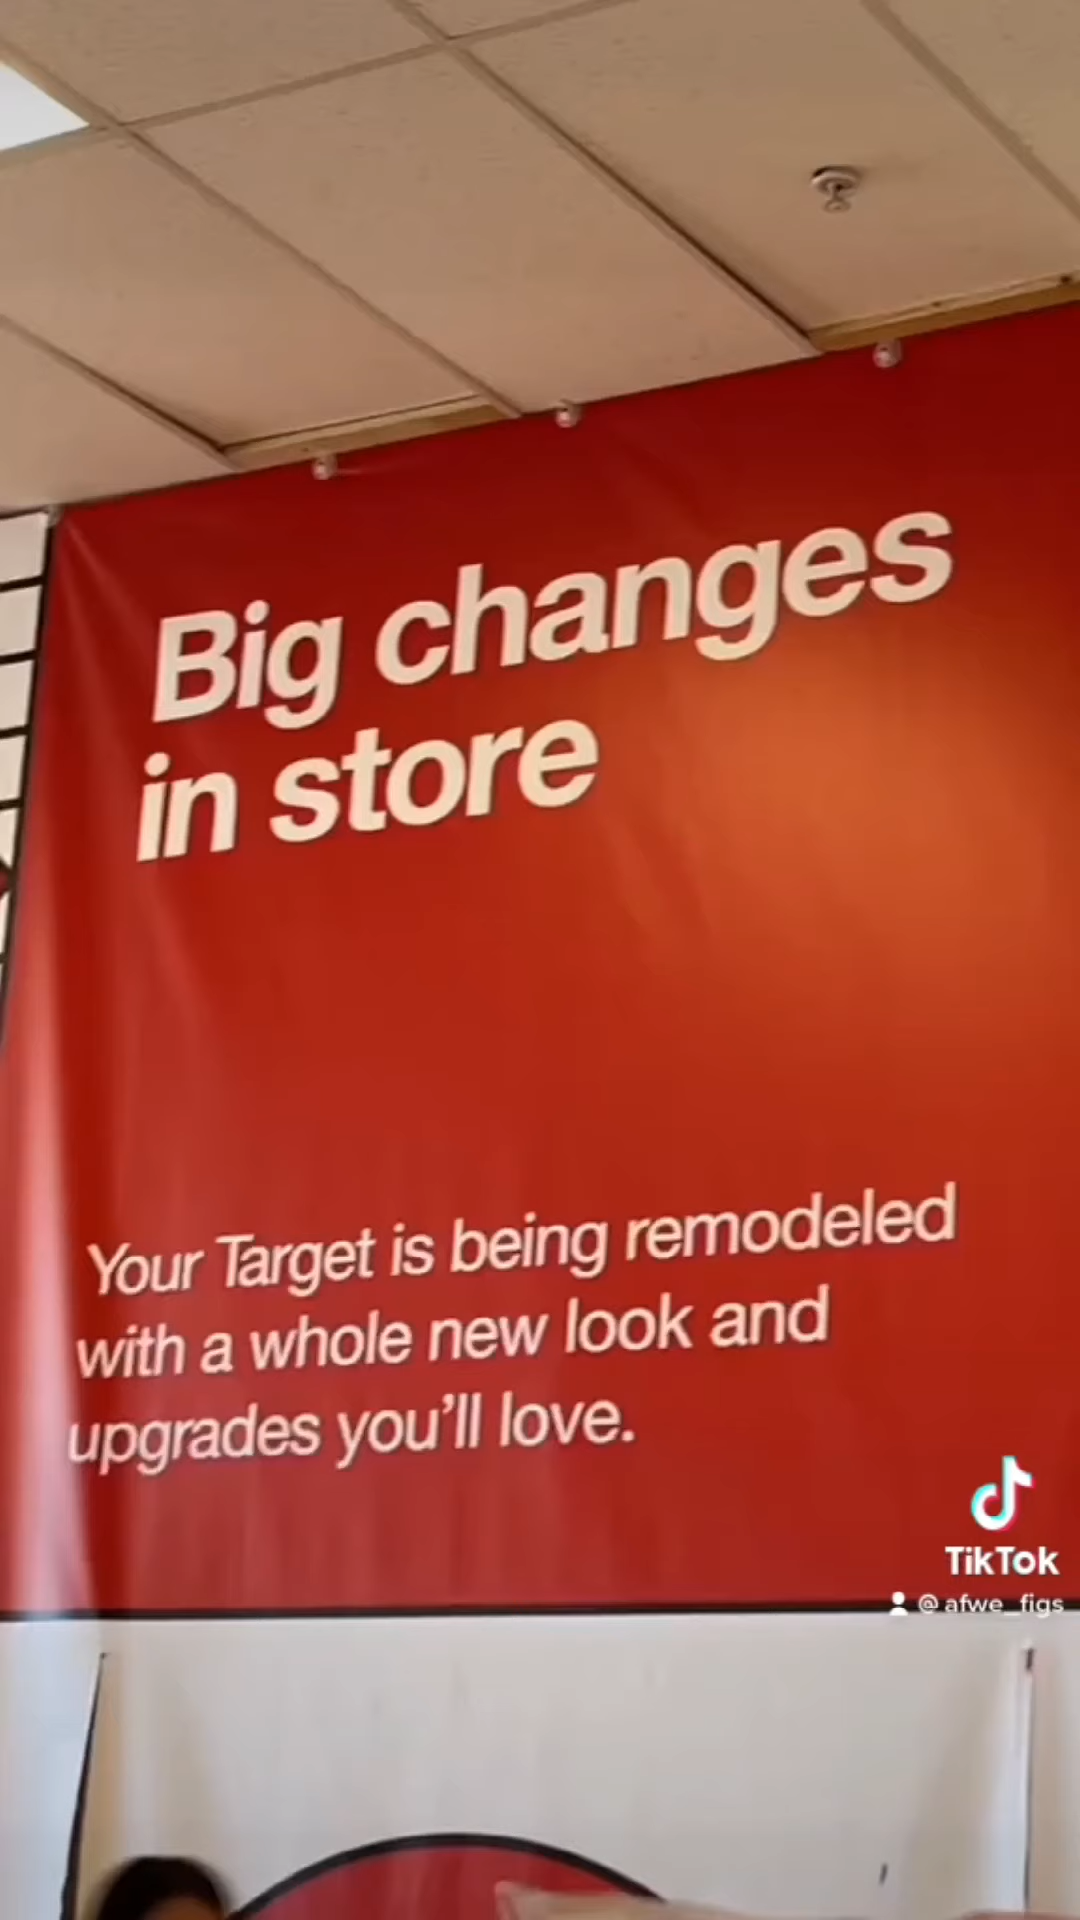 Big changes
in store
Your Target is being remodeled
with a whole new look and
upgrades you’ll love.
TikTok
@afwe_figs